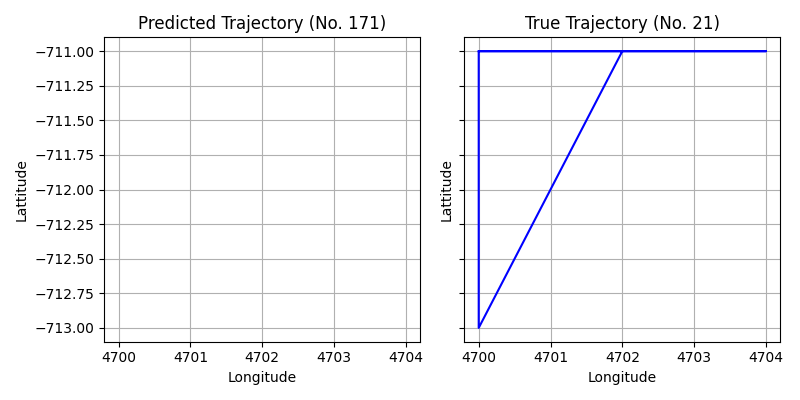 Predicted Trajectory (No. 171)
−711.00
−711.25
−711.50
−711.75
−712.00
−712.25
−712.50
−712.75
−713.00
Lattitude
4700 4701 4702 4703 4704
Longitude
True Trajectory (No. 21)
Lattitude
4700 4701 4702 4703 4704
Longitude